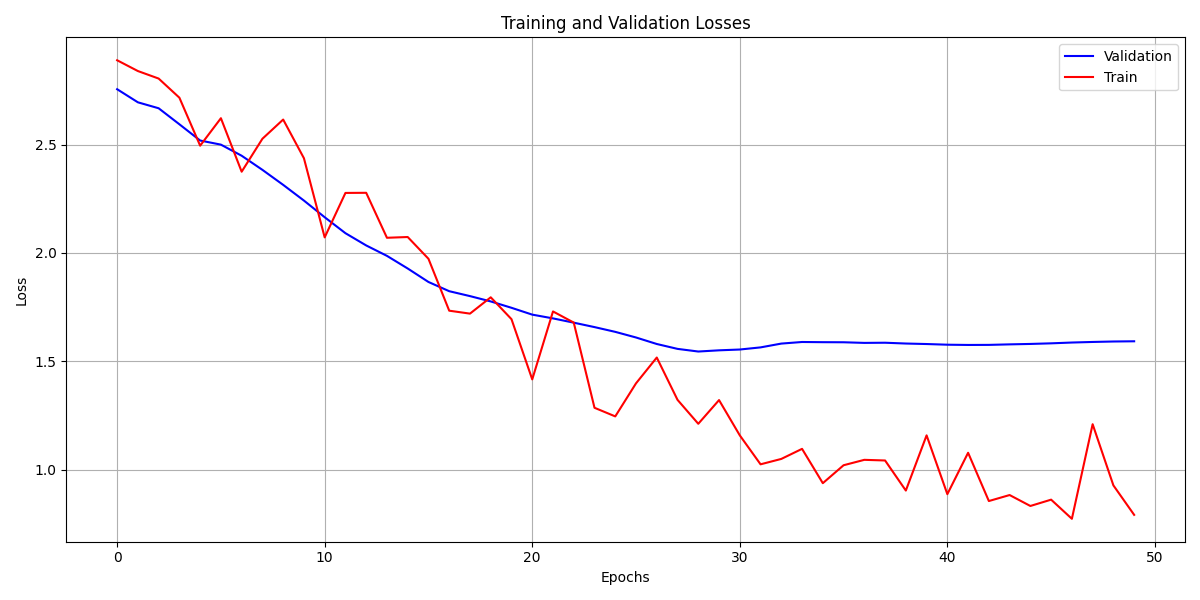 Training and Validation Losses
Validation
Train
Loss
2.5
2.0
1.5
1.0
0 10 20 30 40 50
Epochs